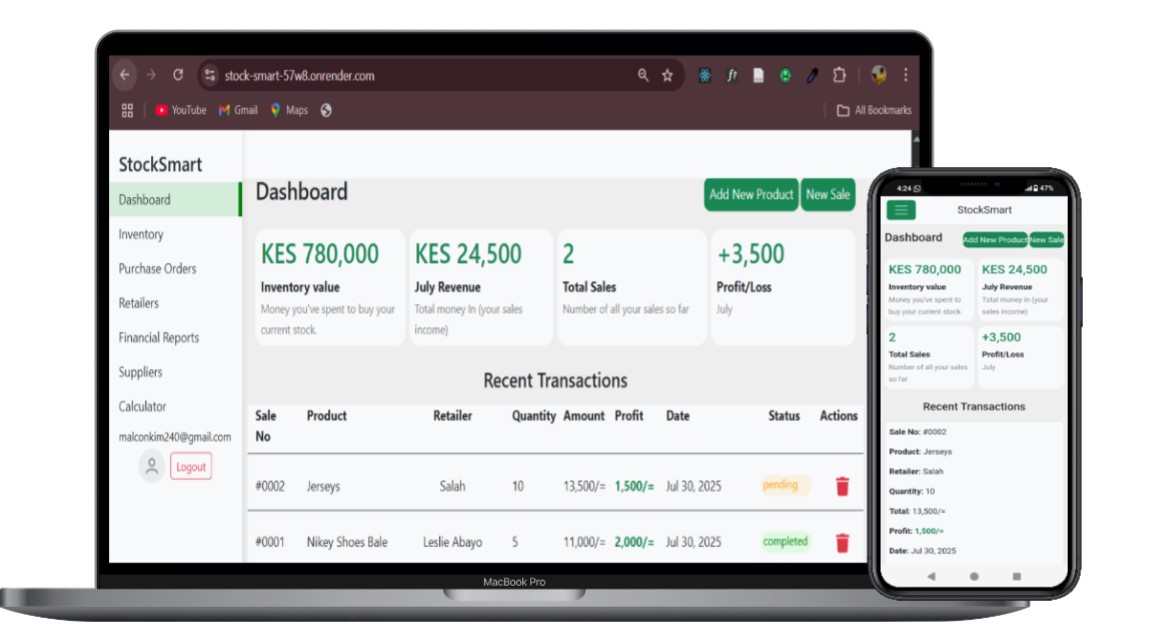 stock-smart-57w8.onrender.com
YouTube Gmail Maps All Bookmarks
StockSmart
Dashboard
Inventory
Purchase Orders
Retailers
Financial Reports
Suppliers
Calculator
malconkim240@gmail.com
Logout
Dashboard
Add New Product New Sale
KES 780,000
Inventory value
Money you've spent to buy your
current stock.
KES 24,500
July Revenue
Total money In (your sales
income)
2
Total Sales
Number of all your sales so far
+3,500
Profit/Loss
July
Recent Transactions
Sale No Product Retailer Quantity Amount Profit Date Status Actions
#0002 Jerseys Salah 10 13,500/= 1,500/= Jul 30, 2025 pending
#0001 Nikey Shoes Bale Leslie Abayo 5 11,000/= 2,000/= Jul 30, 2025 completed
MacBook Pro
4:24 47%
StockSmart
Dashboard
Add New Product New Sale
KES 780,000
Inventory value
Money you've spent to
buy your current stock.
KES 24,500
July Revenue
Total money In (your
sales income)
2
Total Sales
Number of all your sales
so far
+3,500
Profit/Loss
July
Recent Transactions
Sale No: #0002
Product: Jerseys
Retailer: Salah
Quantity: 10
Total: 13,500/=
Profit: 1,500/=
Date: Jul 30, 2025